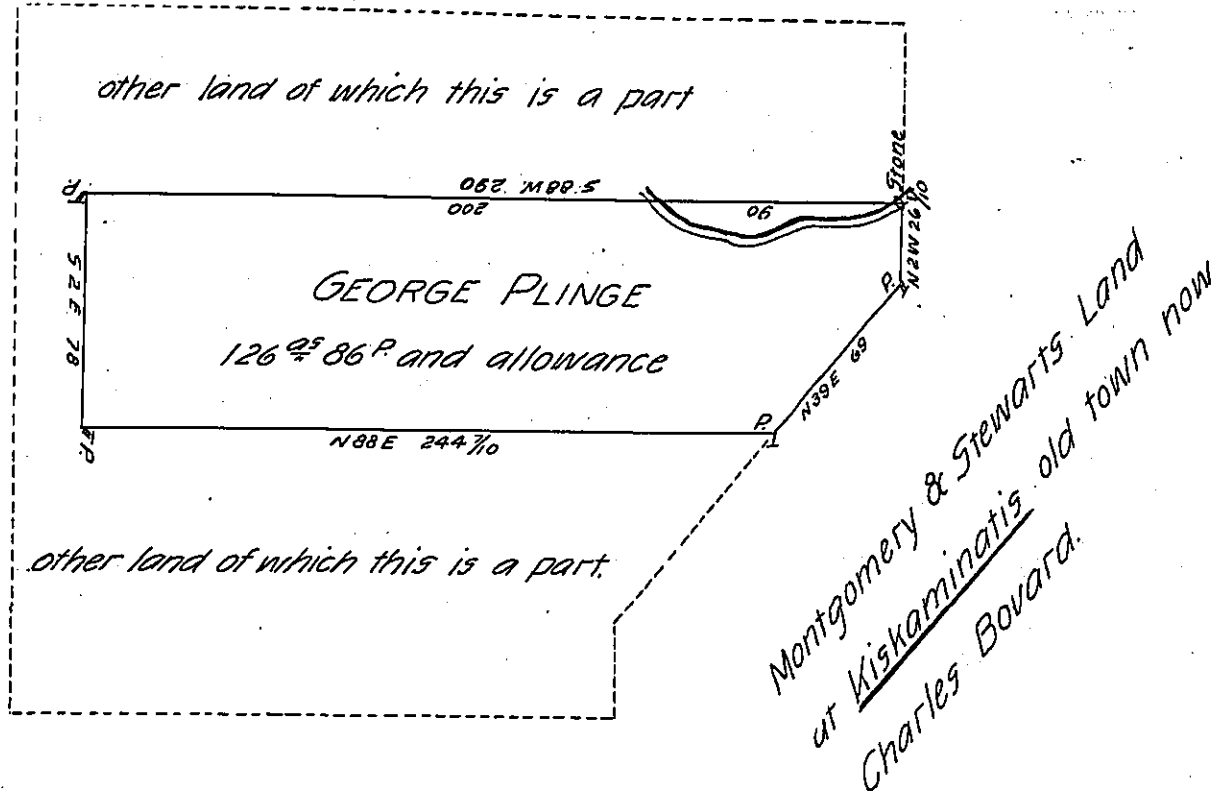 other land of which this is a part
P.
S 88 W. 290
200
90
Stone
N 2 W 26 1/10
S 2 E 78
GEORGE PLINGE
126 as 86 P. and allowance
P.
N 39 E 69
P.
N 88 E 244 7/10
P.
other land of which this is a part.
Montgomery & Stewarts Land
at Kiskaminatis old town now
Charles Bovard.